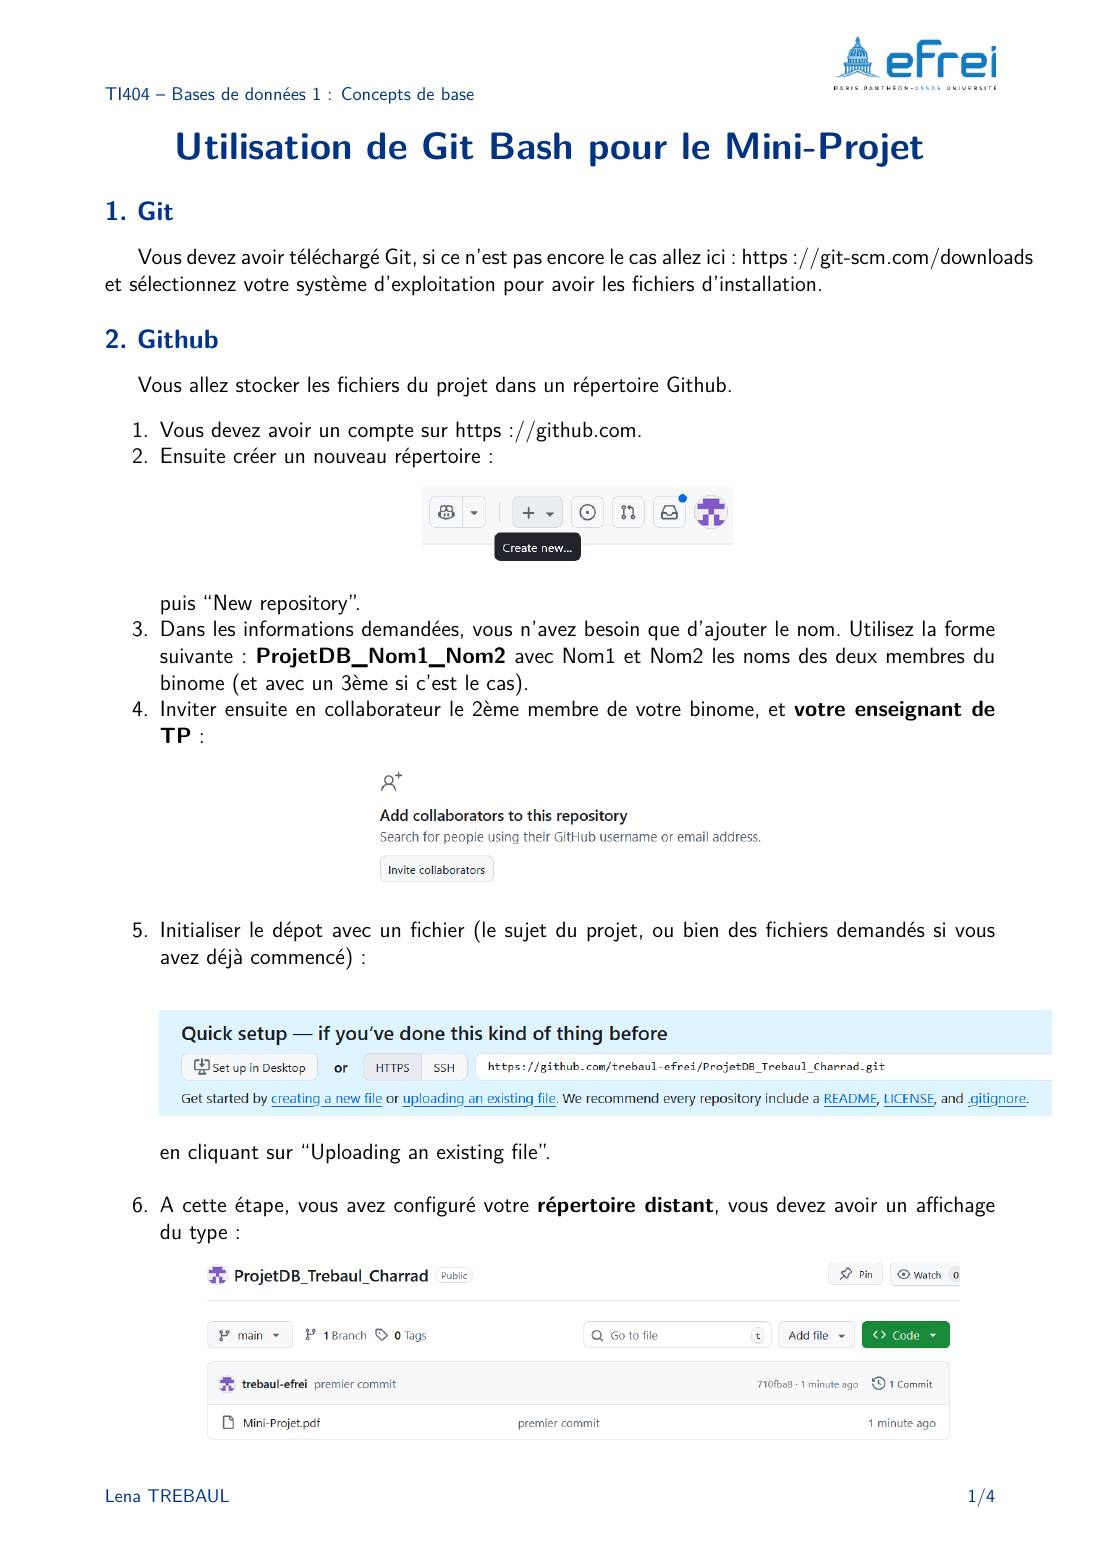 efrei
PARIS PANTHÉON-ASSAS UNIVERSITÉ
TI404 – Bases de données 1 : Concepts de base
Utilisation de Git Bash pour le Mini-Projet
1. Git
Vous devez avoir téléchargé Git, si ce n'est pas encore le cas allez ici : https ://git-scm.com/downloads
et sélectionnez votre système d'exploitation pour avoir les fichiers d'installation.
2. Github
Vous allez stocker les fichiers du projet dans un répertoire Github.
1. Vous devez avoir un compte sur https ://github.com.
2. Ensuite créer un nouveau répertoire :
Create new...
puis “New repository”.
3. Dans les informations demandées, vous n'avez besoin que d'ajouter le nom. Utilisez la forme
suivante : ProjetDB_Nom1_Nom2 avec Nom1 et Nom2 les noms des deux membres du
binome (et avec un 3ème si c'est le cas).
4. Inviter ensuite en collaborateur le 2ème membre de votre binome, et votre enseignant de
TP :
Add collaborators to this repository
Search for people using their GitHub username or email address.
Invite collaborators
5. Initialiser le dépot avec un fichier (le sujet du projet, ou bien des fichiers demandés si vous
avez déjà commencé) :
Quick setup — if you've done this kind of thing before
Set up in Desktop or HTTPS SSH https://github.com/trebaul-efrei/ProjetDB_Trebaul_Charrad.git
Get started by creating a new file or uploading an existing file. We recommend every repository include a README, LICENSE, and .gitignore.
en cliquant sur “Uploading an existing file”.
6. A cette étape, vous avez configuré votre répertoire distant, vous devez avoir un affichage
du type :
ProjetDB_Trebaul_Charrad Public Pin Watch 0
main 1 Branch 0 Tags Go to file t Add file Code
trebaul-efrei premier commit 710fba8 · 1 minute ago 1 Commit
Mini-Projet.pdf premier commit 1 minute ago
Lena TREBAUL 1/4